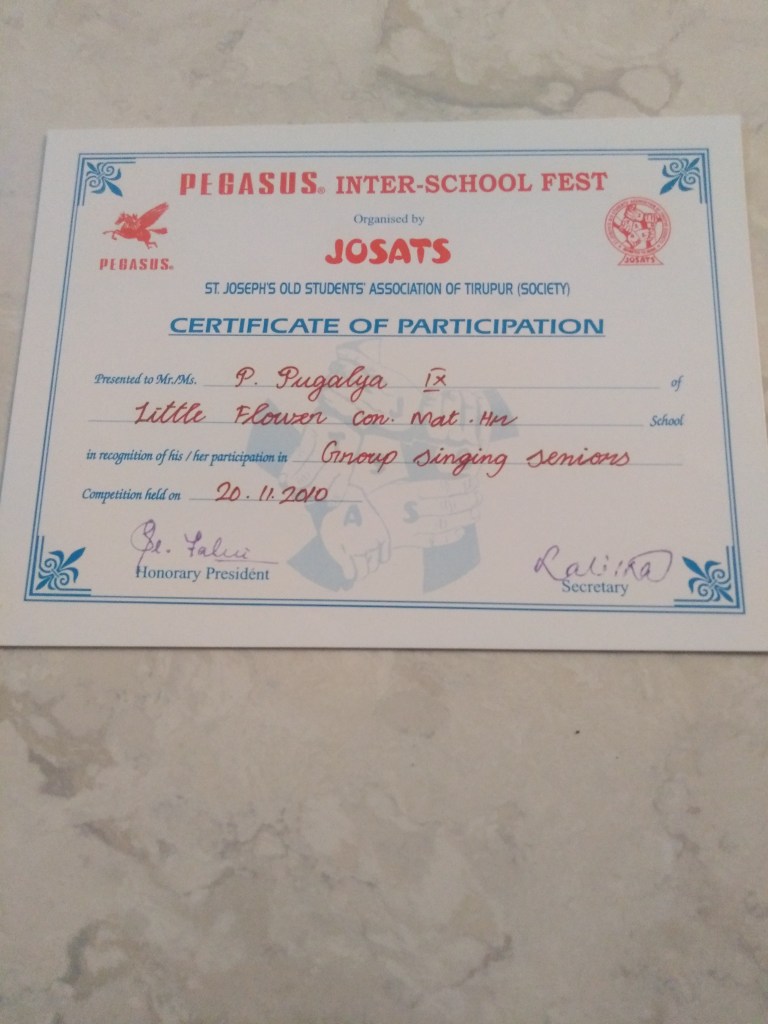 PEGASUS® INTER-SCHOOL FEST
Organised by
PEGASUS®
JOSATS
JOSATS
ST. JOSEPH'S OLD STUDENTS' ASSOCIATION OF TIRUPUR (SOCIETY)
CERTIFICATE OF PARTICIPATION
Presented to Mr./Ms. P. Pugalya IX of
Little Flower Con. Mat. Hr School
in recognition of his / her participation in Group singing seniors
Competition held on 20.11.2010
Honorary President
Secretary